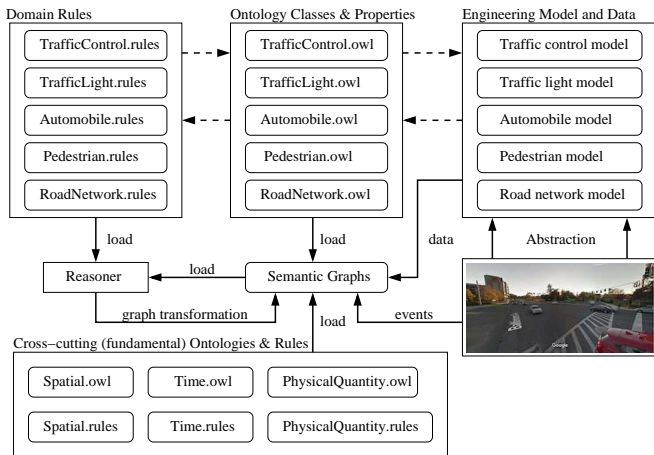 Domain Rules
Ontology Classes & Properties
Engineering Model and Data
TrafficControl.rules
TrafficControl.owl
Traffic control model
TrafficLight.rules
TrafficLight.owl
Traffic light model
Automobile.rules
Automobile.owl
Automobile model
Pedestrian.rules
Pedestrian.owl
Pedestrian model
RoadNetwork.rules
RoadNetwork.owl
Road network model
load
load
data
Abstraction
Reasoner
load
Semantic Graphs
graph transformation
load
events
Google
Cross−cutting (fundamental) Ontologies & Rules
Spatial.owl
Time.owl
PhysicalQuantity.owl
Spatial.rules
Time.rules
PhysicalQuantity.rules